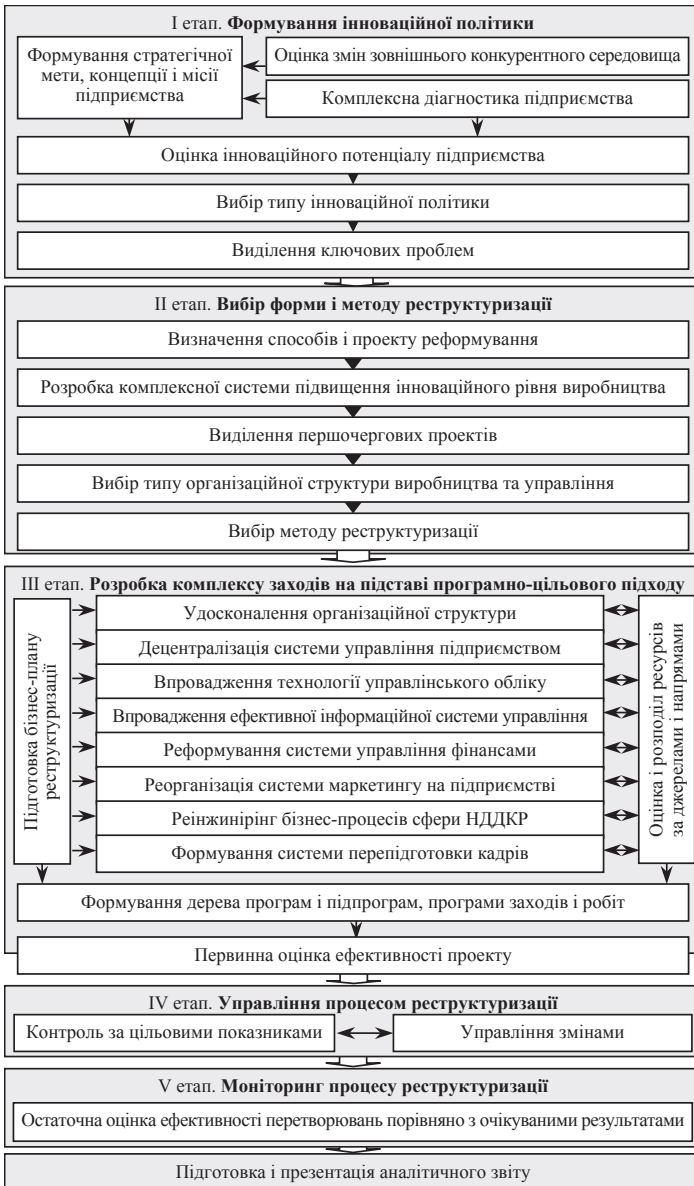 І етап. Формування інноваційної політики
Формування стратегічної
мети, концепції і місії
підприємства
Оцінка змін зовнішнього конкурентного середовища
Комплексна діагностика підприємства
Оцінка інноваційного потенціалу підприємства
Вибір типу інноваційної політики
Виділення ключових проблем
ІІ етап. Вибір форми і методу реструктуризації
Визначення способів і проекту реформування
Розробка комплексної системи підвищення інноваційного рівня виробництва
Виділення першочергових проектів
Вибір типу організаційної структури виробництва та управління
Вибір методу реструктуризації
ІІІ етап. Розробка комплексу заходів на підставі програмно-цільового підходу
Підготовка бізнес-плану
реструктуризації
Удосконалення організаційної структури
Децентралізація системи управління підприємством
Впровадження технології управлінського обліку
Впровадження ефективної інформаційної системи управління
Реформування системи управління фінансами
Реорганізація системи маркетингу на підприємстві
Реінжинірінг бізнес-процесів сфери НДДКР
Формування системи перепідготовки кадрів
Оцінка і розподіл ресурсів
за джерелами і напрямами
Формування дерева програм і підпрограм, програми заходів і робіт
Первинна оцінка ефективності проекту
IV етап. Управління процесом реструктуризації
Контроль за цільовими показниками
Управління змінами
V етап. Моніторинг процесу реструктуризації
Остаточна оцінка ефективності перетворювань порівняно з очікуваними результатами
Підготовка і презентація аналітичного звіту